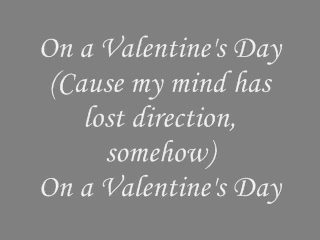 On a Valentine's Day
(Cause my mind has
lost direction,
somehow)
On a Valentine's Day